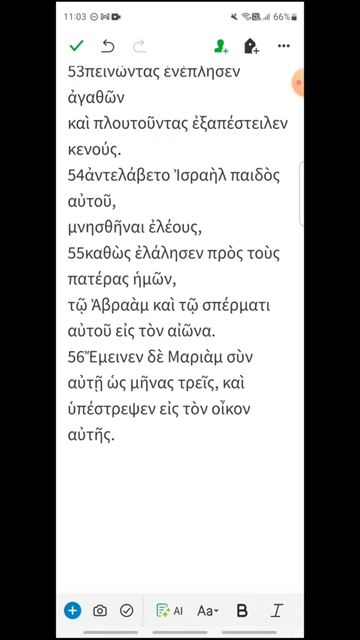 11:03
66%
53πεινῶντας ἐνέπλησεν
ἀγαθῶν
καὶ πλουτοῦντας ἐξαπέστειλεν
κενούς.
54ἀντελάβετο Ἰσραὴλ παιδὸς
αὐτοῦ,
μνησθῆναι ἐλέους,
55καθὼς ἐλάλησεν πρὸς τοὺς
πατέρας ἡμῶν,
τῷ Ἀβραὰμ καὶ τῷ σπέρματι
αὐτοῦ εἰς τὸν αἰῶνα.
56Ἔμεινεν δὲ Μαριὰμ σὺν
αὐτῇ ὡς μῆνας τρεῖς, καὶ
ὑπέστρεψεν εἰς τὸν οἶκον
αὐτῆς.
AI Aa B I